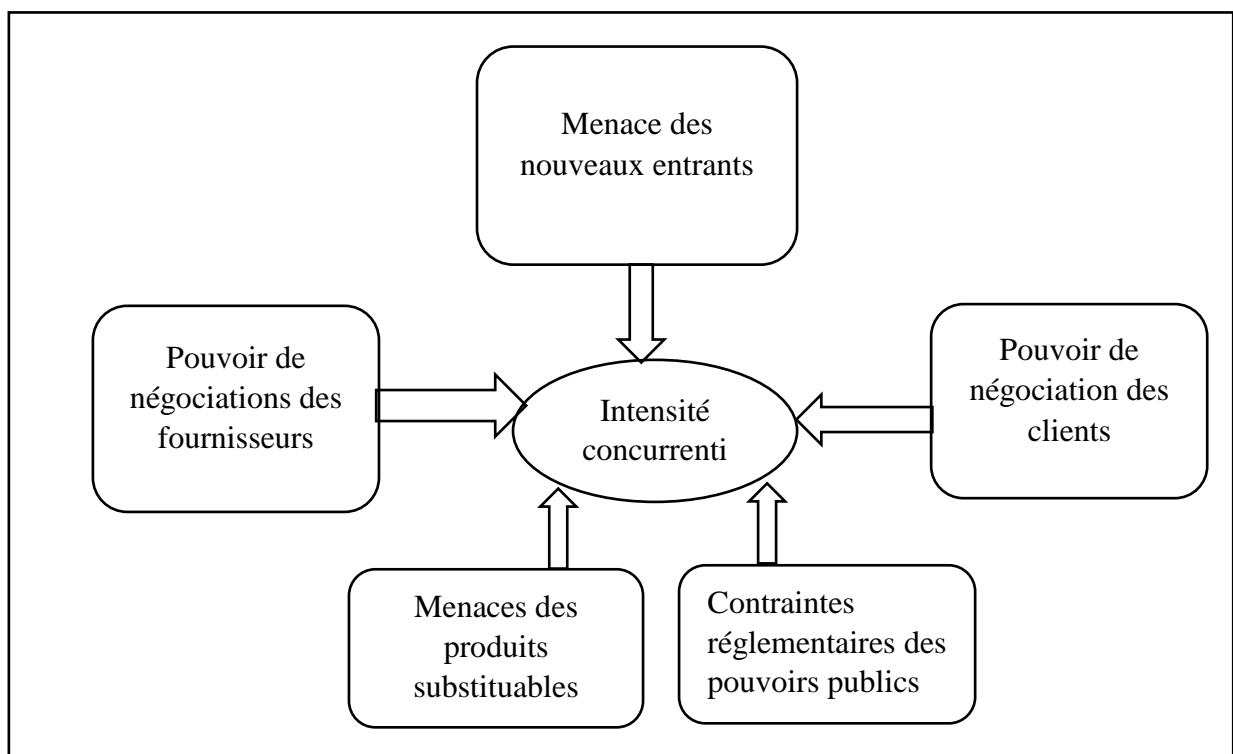 Menace des
nouveaux entrants
Pouvoir de
négociations des
fournisseurs
Intensité
concurrenti
Pouvoir de
négociation des
clients
Menaces des
produits
substituables
Contraintes
réglementaires des
pouvoirs publics